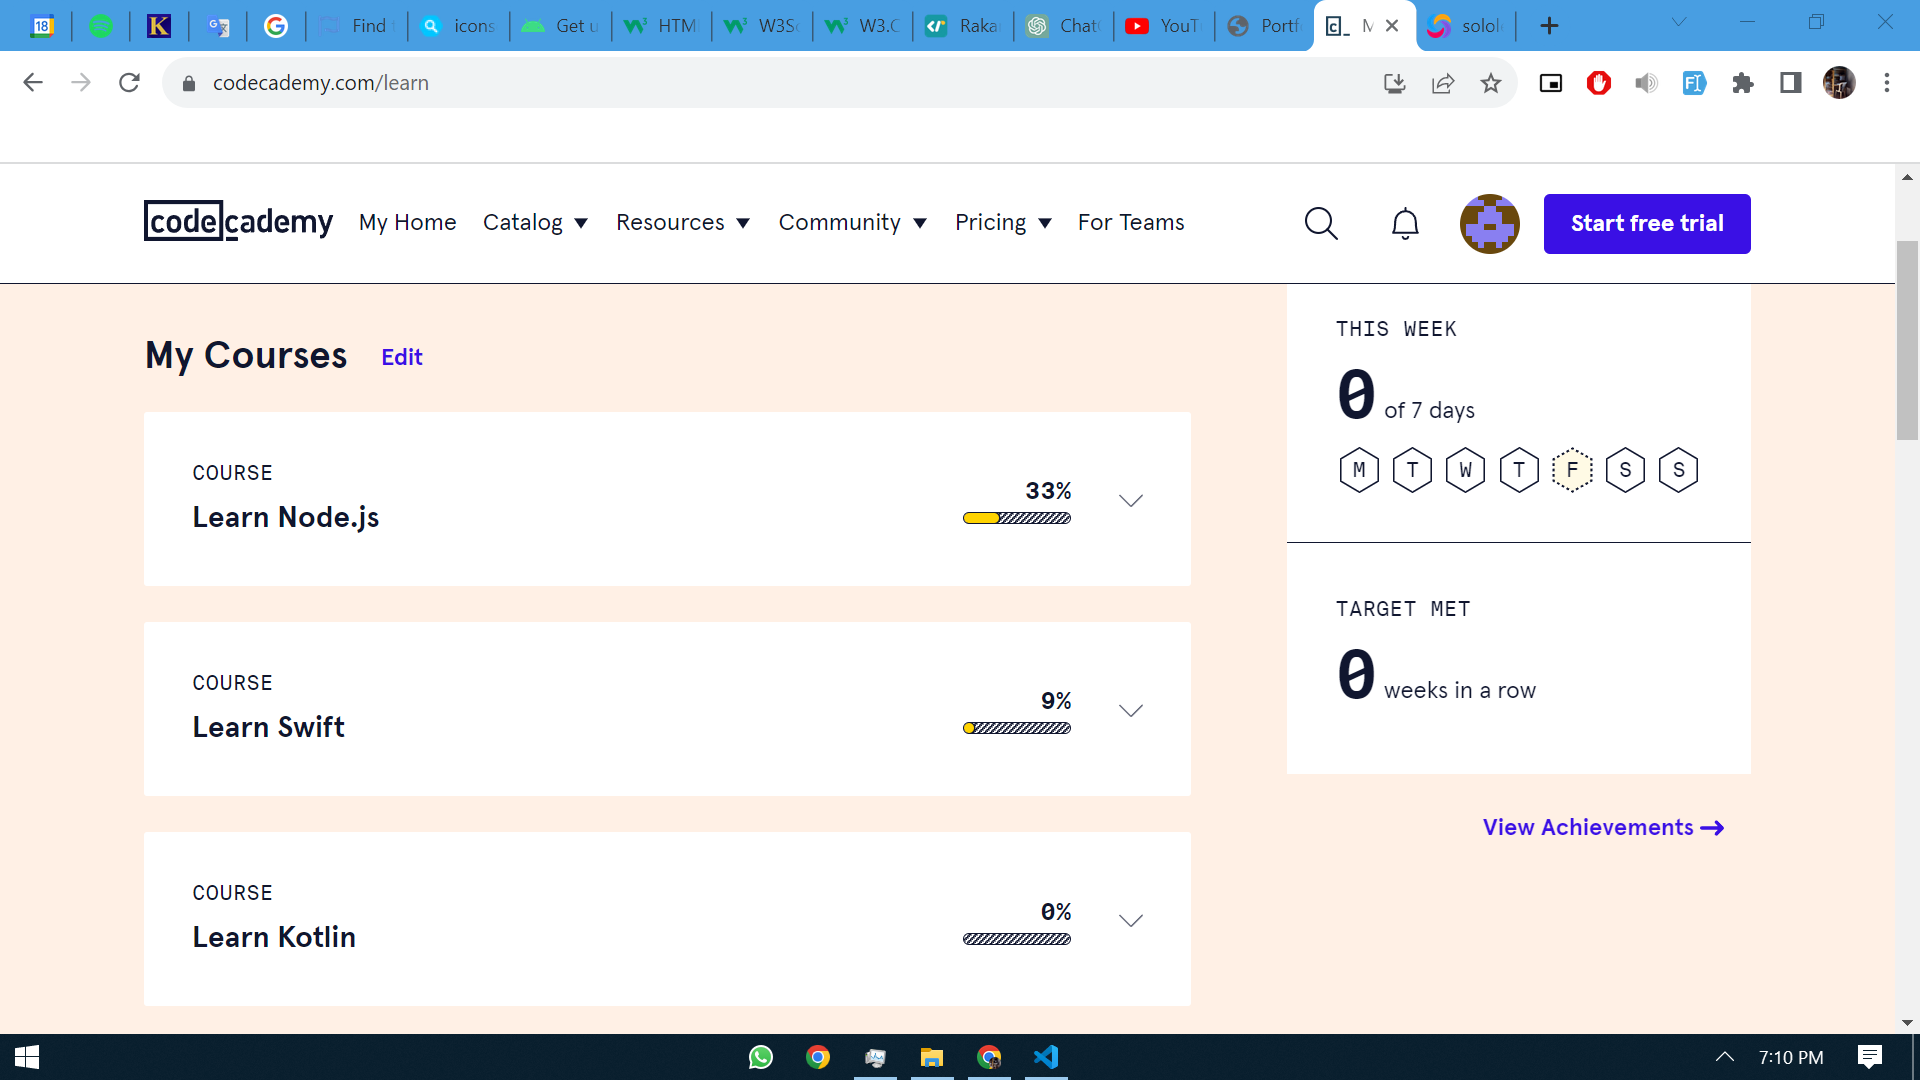 18
Find
icons
Get u
HTM
W3Sc
W3.C
Raka
Chat
YouT
Portf
M
solol
codecademy.com/learn
codecademy
My Home
Catalog
Resources
Community
Pricing
For Teams
Start free trial
My Courses
Edit
COURSE
Learn Node.js
33%
COURSE
Learn Swift
9%
COURSE
Learn Kotlin
0%
THIS WEEK
0 of 7 days
M T W T F S S
TARGET MET
0 weeks in a row
View Achievements
7:10 PM